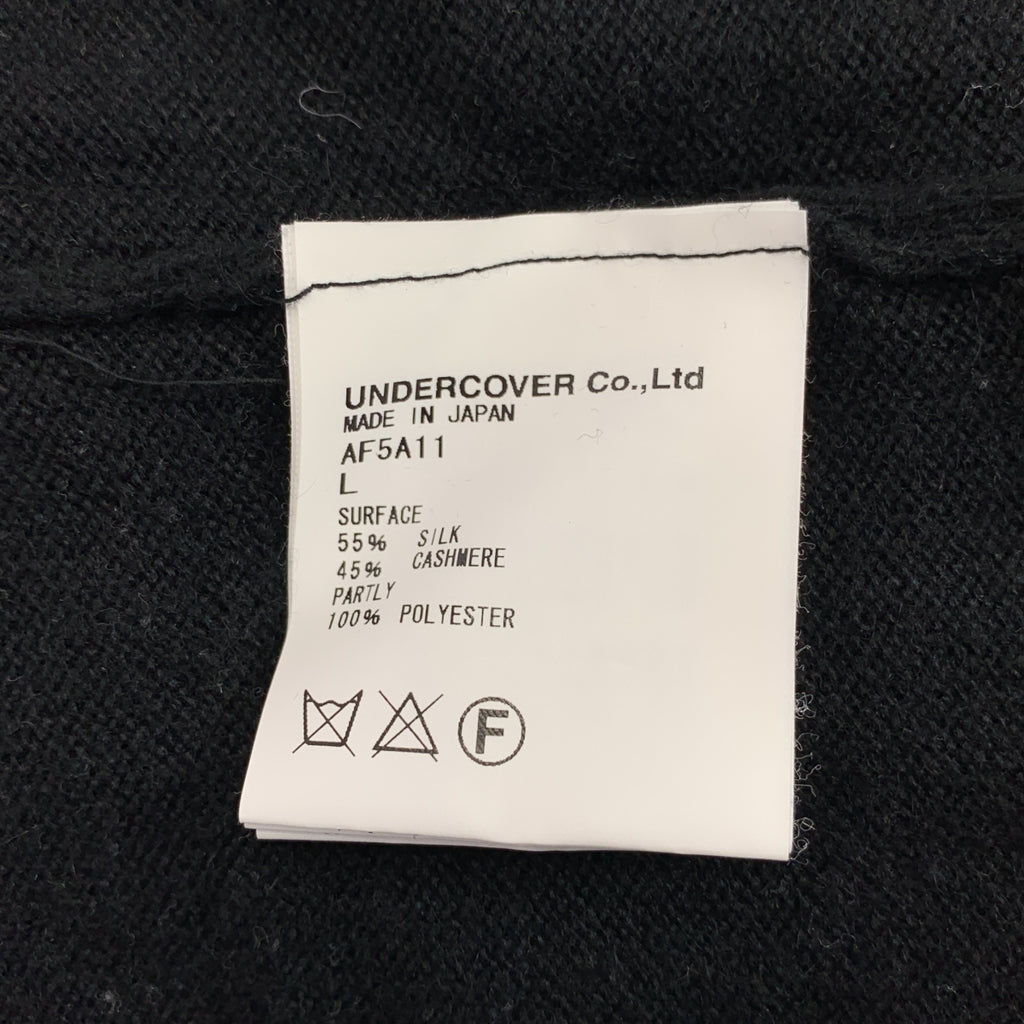 UNDERCOVER Co.,Ltd
MADE IN JAPAN
AF5A11
L
SURFACE
55% SILK
45% CASHMERE
PARTLY
100% POLYESTER
F